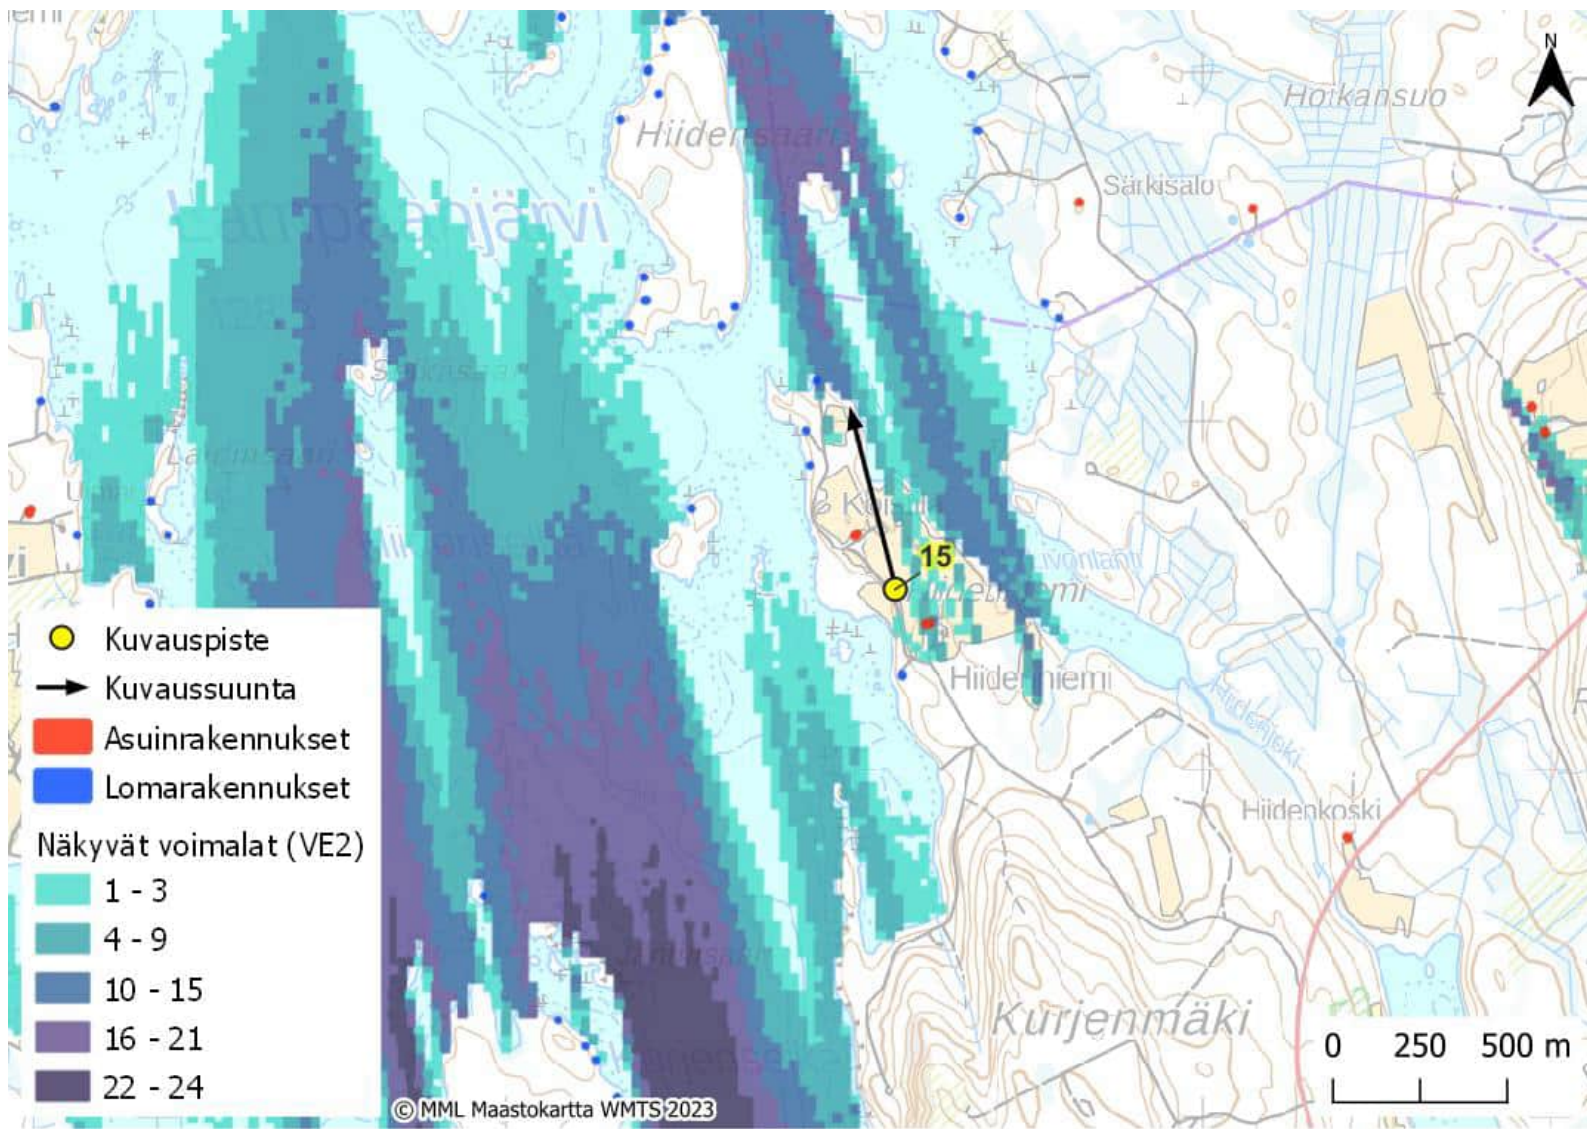 N
Hoikansuo
Hiidensaari
Särkisalo
15
Hiidenniemi
Hiidenjoki
Hiidenkoski
Kurjenmäki
Kuvauspiste
Kuvaussuunta
Asuinrakennukset
Lomarakennukset
Näkyvät voimalat (VE2)
1 - 3
4 - 9
10 - 15
16 - 21
22 - 24
0 250 500 m
© MML Maastokartta WMTS 2023